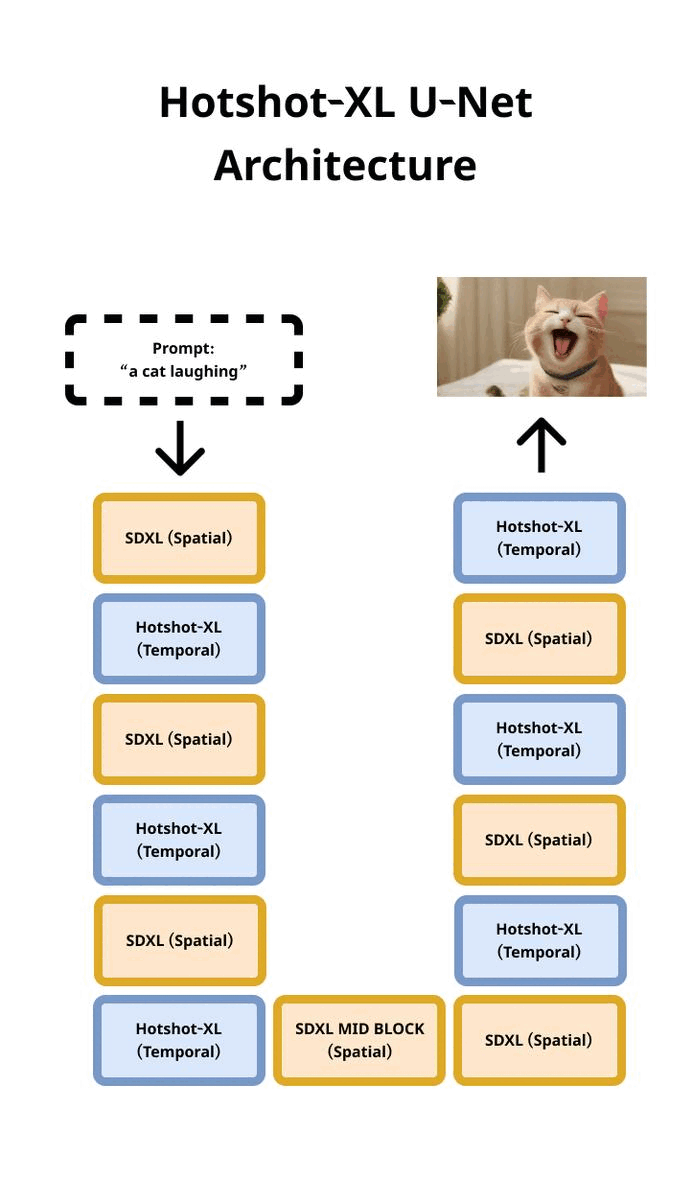 Hotshot-XL U-Net
Architecture
Prompt:
“a cat laughing”
SDXL (Spatial)
Hotshot-XL
(Temporal)
SDXL (Spatial)
Hotshot-XL
(Temporal)
SDXL (Spatial)
Hotshot-XL
(Temporal)
SDXL MID BLOCK
(Spatial)
SDXL (Spatial)
Hotshot-XL
(Temporal)
SDXL (Spatial)
Hotshot-XL
(Temporal)
SDXL (Spatial)
Hotshot-XL
(Temporal)